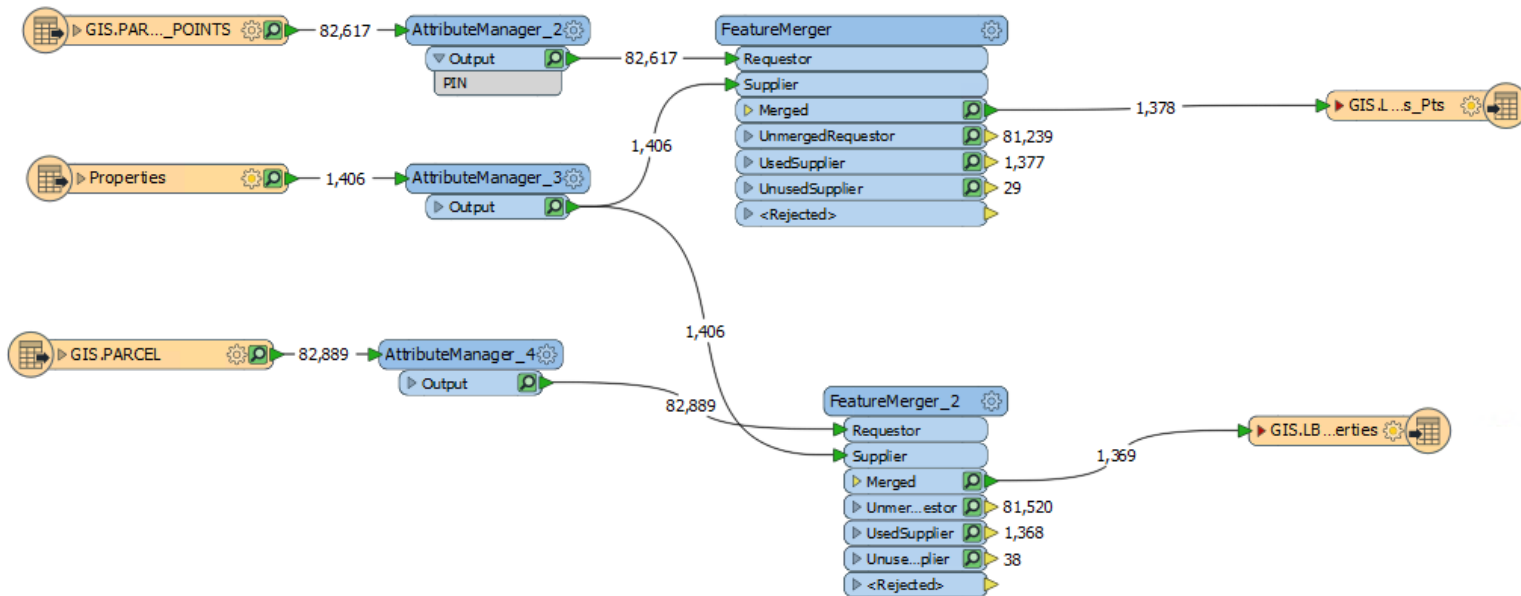 GIS.PAR..._POINTS
82,617
AttributeManager_2
Output
PIN
82,617
FeatureMerger
Requestor
Supplier
Merged
UnmergedRequestor
UsedSupplier
UnusedSupplier
<Rejected>
1,378
81,239
1,377
29
GIS.L...s_Pts
Properties
1,406
AttributeManager_3
Output
1,406
1,406
GIS.PARCEL
82,889
AttributeManager_4
Output
82,889
FeatureMerger_2
Requestor
Supplier
Merged
Unmer...estor
UsedSupplier
Unuse...plier
<Rejected>
1,369
81,520
1,368
38
GIS.LB...erties